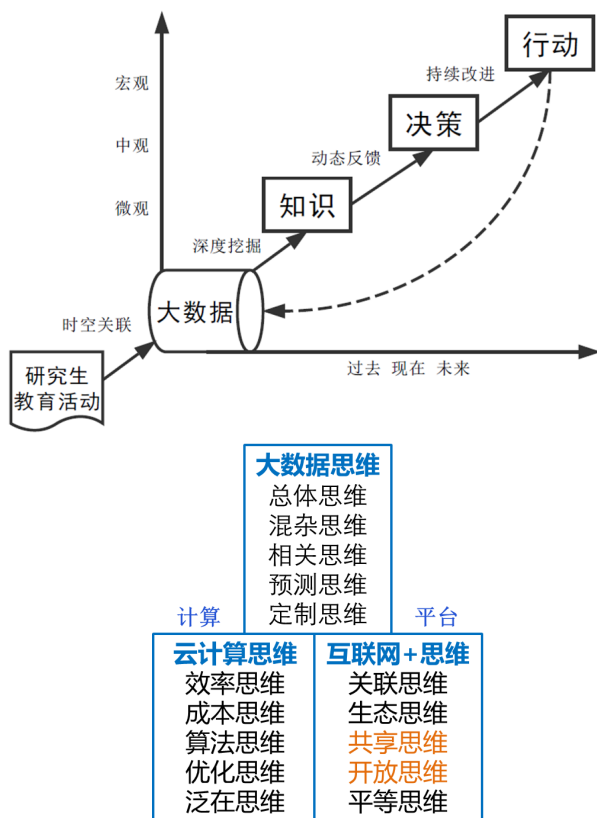 行动
持续改进
宏观
决策
中观
动态反馈
微观
知识
深度挖掘
大数据
时空关联
过去 现在 未来
研究生
教育活动
大数据思维
总体思维
混杂思维
相关思维
预测思维
定制思维
计算
平台
云计算思维
效率思维
成本思维
算法思维
优化思维
泛在思维
互联网+思维
关联思维
生态思维
共享思维
开放思维
平等思维